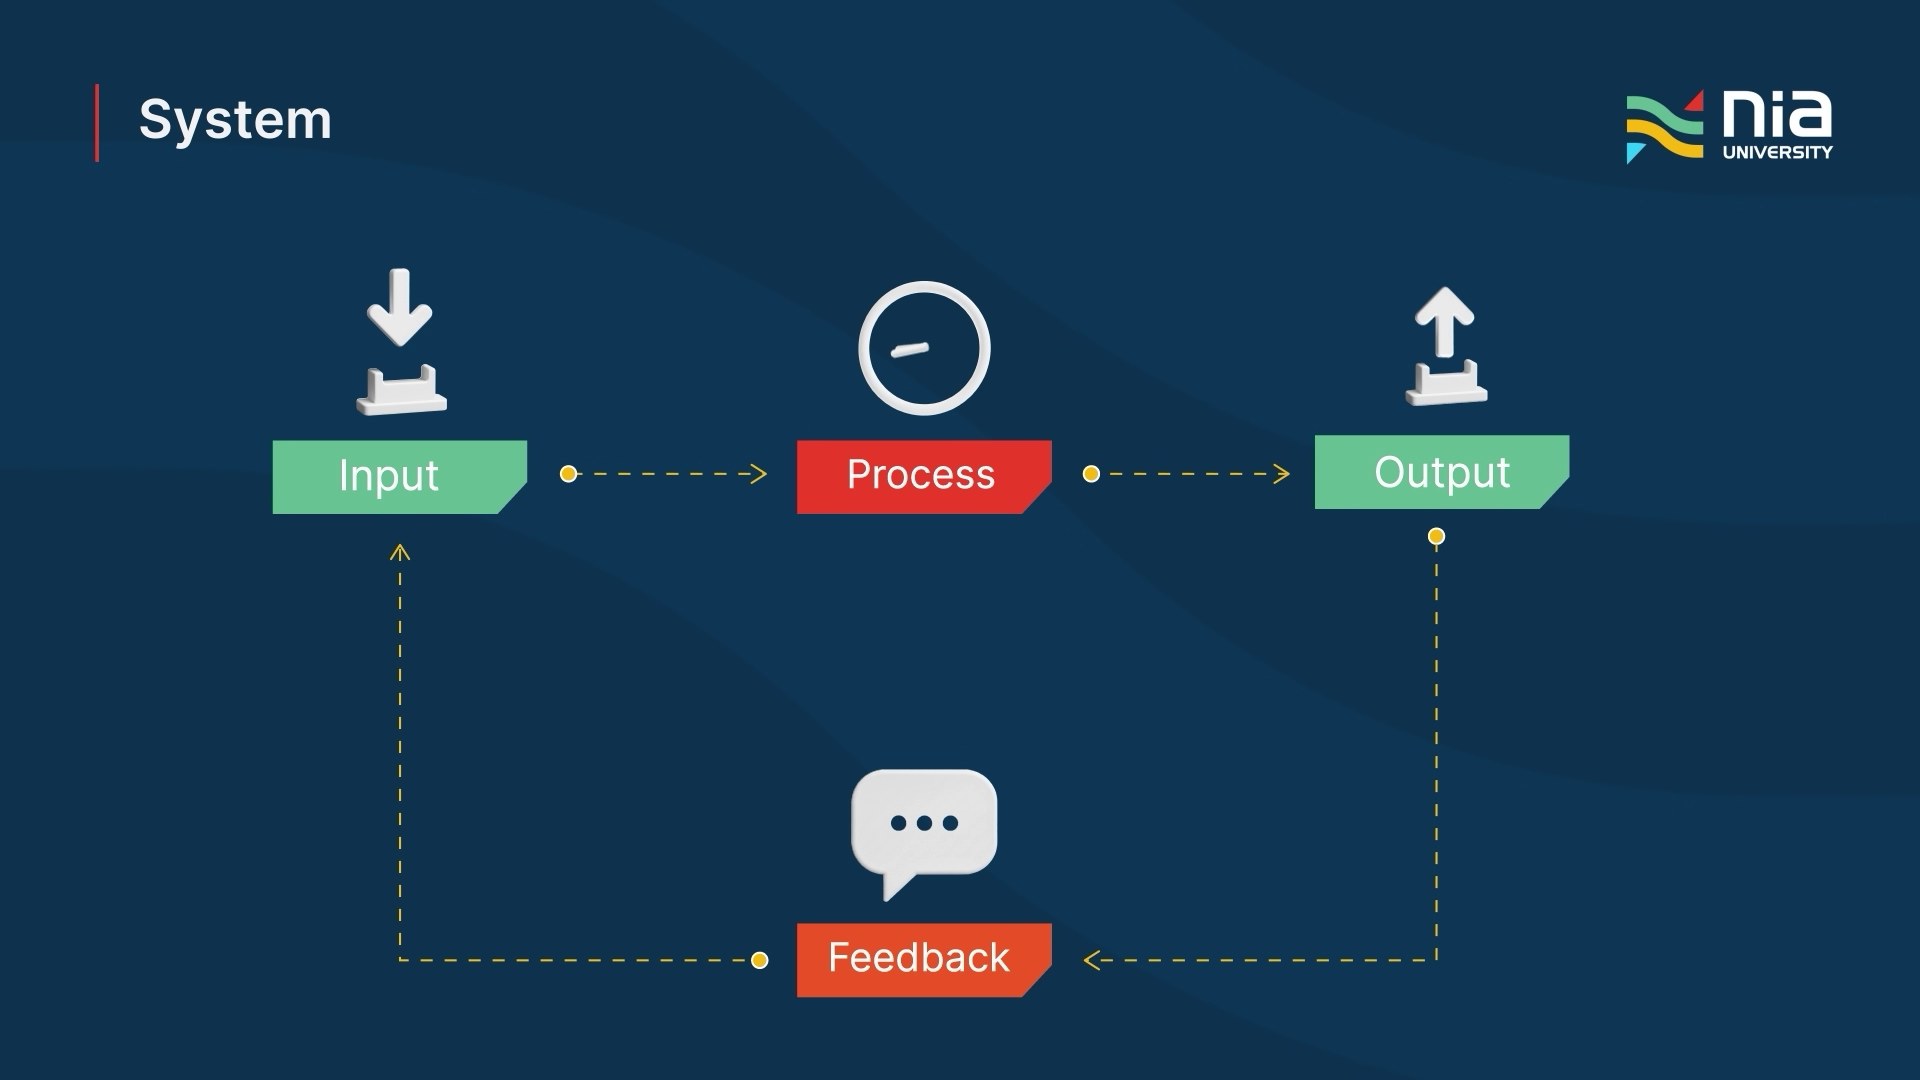 System
nia
UNIVERSITY
Input
Process
Output
Feedback